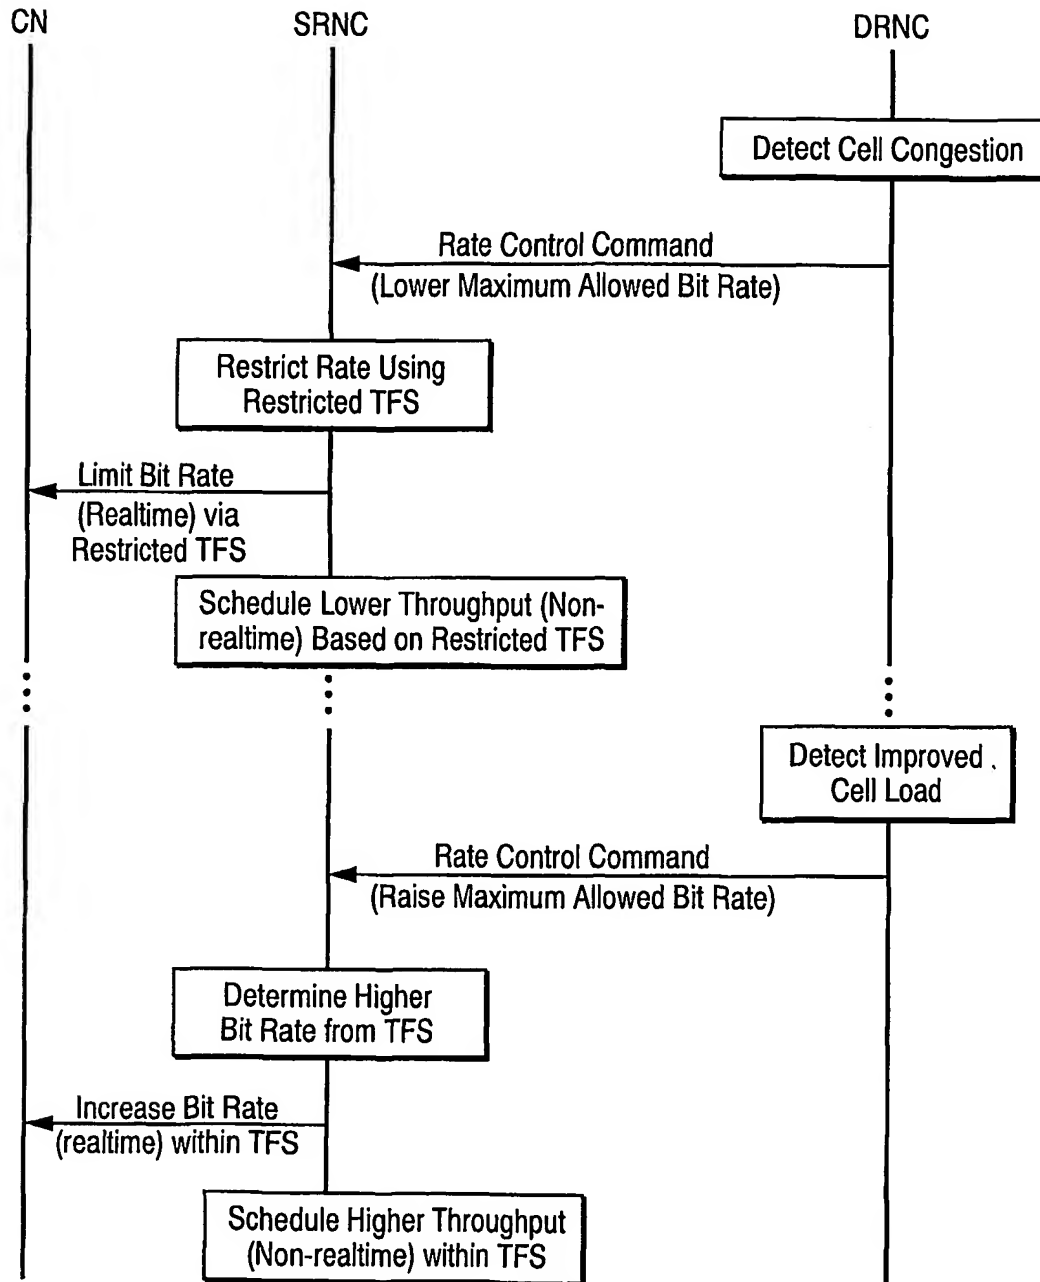 CN SRNC DRNC
Detect Cell Congestion
Rate Control Command
(Lower Maximum Allowed Bit Rate)
Restrict Rate Using
Restricted TFS
Limit Bit Rate
(Realtime) via
Restricted TFS
Schedule Lower Throughput (Non-
realtime) Based on Restricted TFS
Detect Improved .
Cell Load
Rate Control Command
(Raise Maximum Allowed Bit Rate)
Determine Higher
Bit Rate from TFS
Increase Bit Rate
(realtime) within TFS
Schedule Higher Throughput
(Non-realtime) within TFS